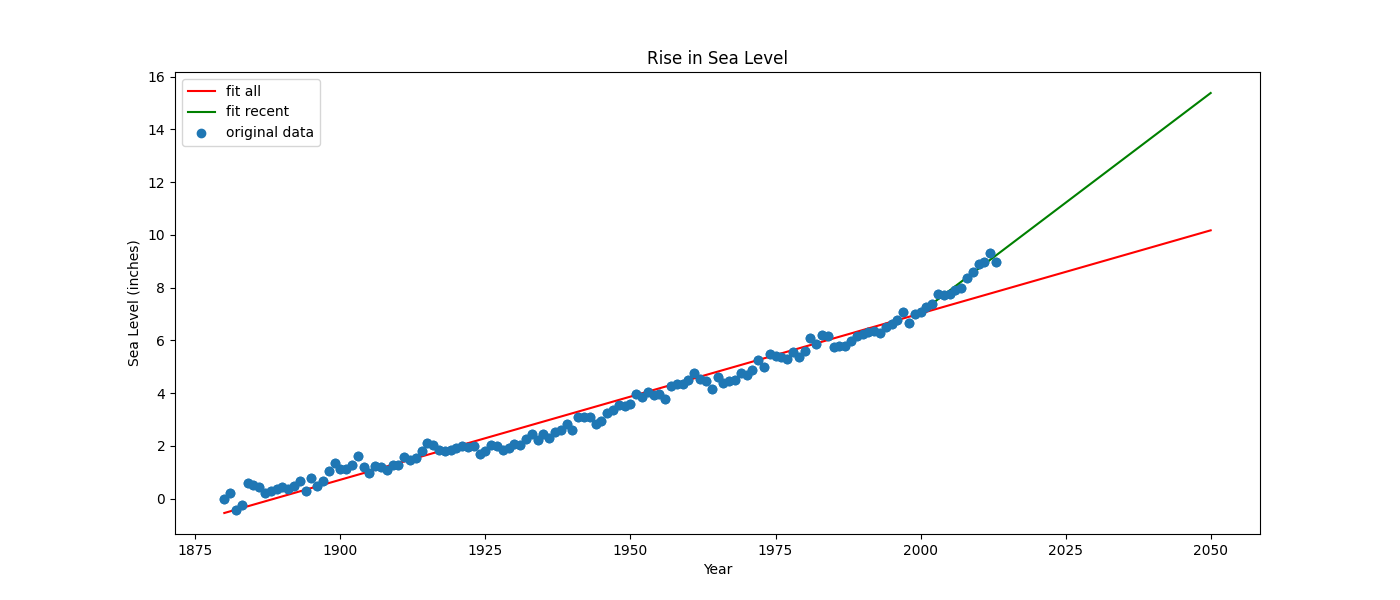 Rise in Sea Level
fit all
fit recent
original data
16
14
12
10
8
6
4
2
0
Sea Level (inches)
1875
1900
1925
1950
1975
2000
2025
2050
Year